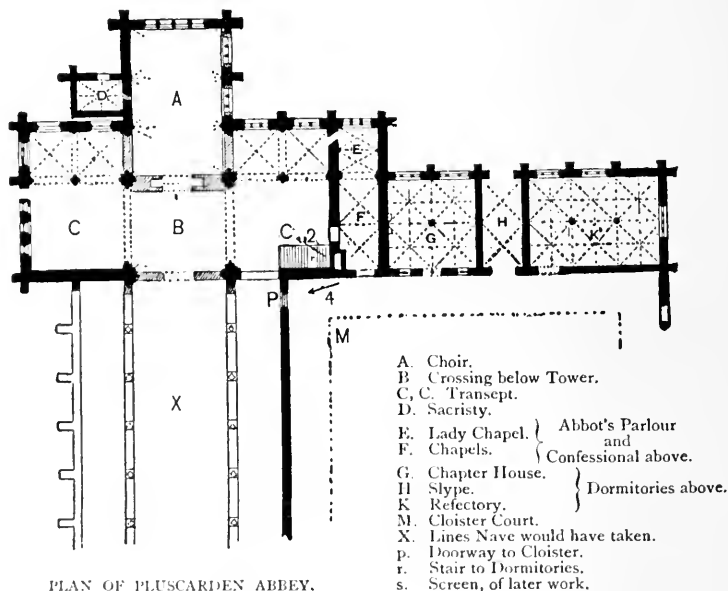 A
D
E
C
B
C
2
F
G
H
K
P
4
M
X
A. Choir.
B Crossing below Tower.
C, C. Transept.
D. Sacristy.
E. Lady Chapel. } Abbot's Parlour
F. Chapels. } and Confessional above.
G. Chapter House.
H Slype. } Dormitories above.
K Refectory.
M. Cloister Court.
X. Lines Nave would have taken.
p. Doorway to Cloister.
r. Stair to Dormitories.
s. Screen, of later work.
PLAN OF PLUSCARDEN ABBEY.